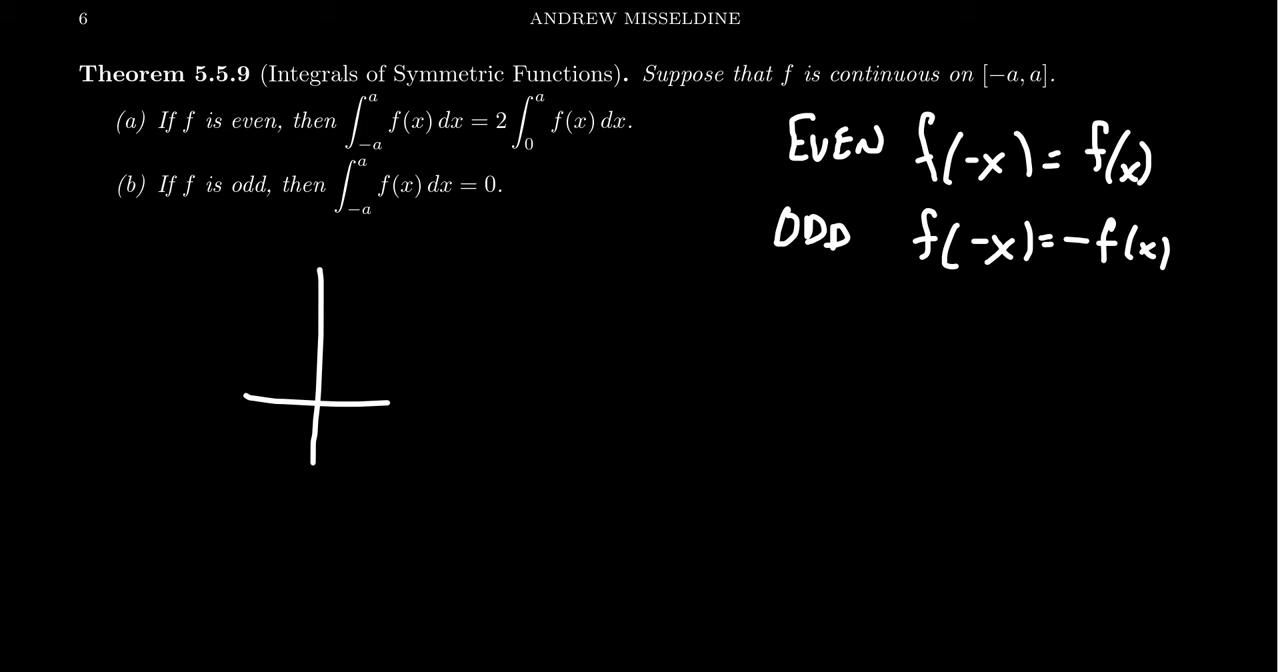 6 ANDREW MISSELDINE
Theorem 5.5.9 (Integrals of Symmetric Functions). Suppose that f is continuous on [−a, a].
(a) If f is even, then ∫_{−a}^{a} f(x) dx = 2 ∫_{0}^{a} f(x) dx.
(b) If f is odd, then ∫_{−a}^{a} f(x) dx = 0.
EVEN f(-x) = f(x)
ODD f(-x) = -f(x)